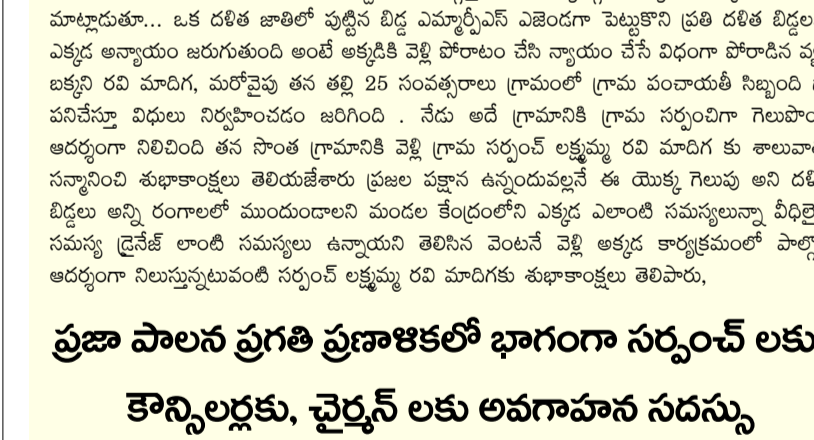 మాట్లాడుతూ... ఒక దళిత జాతిలో పుట్టిన బిడ్డ ఎమ్మార్పీఎస్ ఎజెండగా పెట్టుకొని ప్రతి దళిత బిడ్డల
ఎక్కడ అన్యాయం జరుగుతుంది అంటే అక్కడికి వెళ్లి పోరాటం చేసి న్యాయం చేసే విధంగా పోరాడిన
బక్కని రవి మాదిగ, మరోవైపు తన తల్లి 25 సంవత్సరాలు గ్రామంలో గ్రామ పంచాయతీ సిబ్బంది
పనిచేస్తూ విధులు నిర్వహించడం జరిగింది . నేడు అదే గ్రామానికి గ్రామ సర్పంచిగా గెలుపొం
ఆదర్శంగా నిలిచింది తన సొంత గ్రామానికి వెళ్లి గ్రామ సర్పంచ్ లక్ష్మమ్మ రవి మాదిగ కు శాలువా
సన్మానించి శుభాకాంక్షలు తెలియజేశారు ప్రజల పక్షాన ఉన్నందువల్లనే ఈ యొక్క గెలుపు అని దళి
బిడ్డలు అన్ని రంగాలలో ముందుండాలని మండల కేంద్రంలోని ఎక్కడ ఎలాంటి సమస్యలున్నా వీధిలై
సమస్య డ్రైనేజ్ లాంటి సమస్యలు ఉన్నాయని తెలిసిన వెంటనే వెళ్లి అక్కడ కార్యక్రమంలో పాల్గొ
ఆదర్శంగా నిలుస్తున్నటువంటి సర్పంచ్ లక్ష్మమ్మ రవి మాదిగకు శుభాకాంక్షలు తెలిపారు,
ప్రజా పాలన ప్రగతి ప్రణాళికలో భాగంగా సర్పంచ్ లకు
కౌన్సిలర్లకు, చైర్మన్ లకు అవగాహన సదస్సు